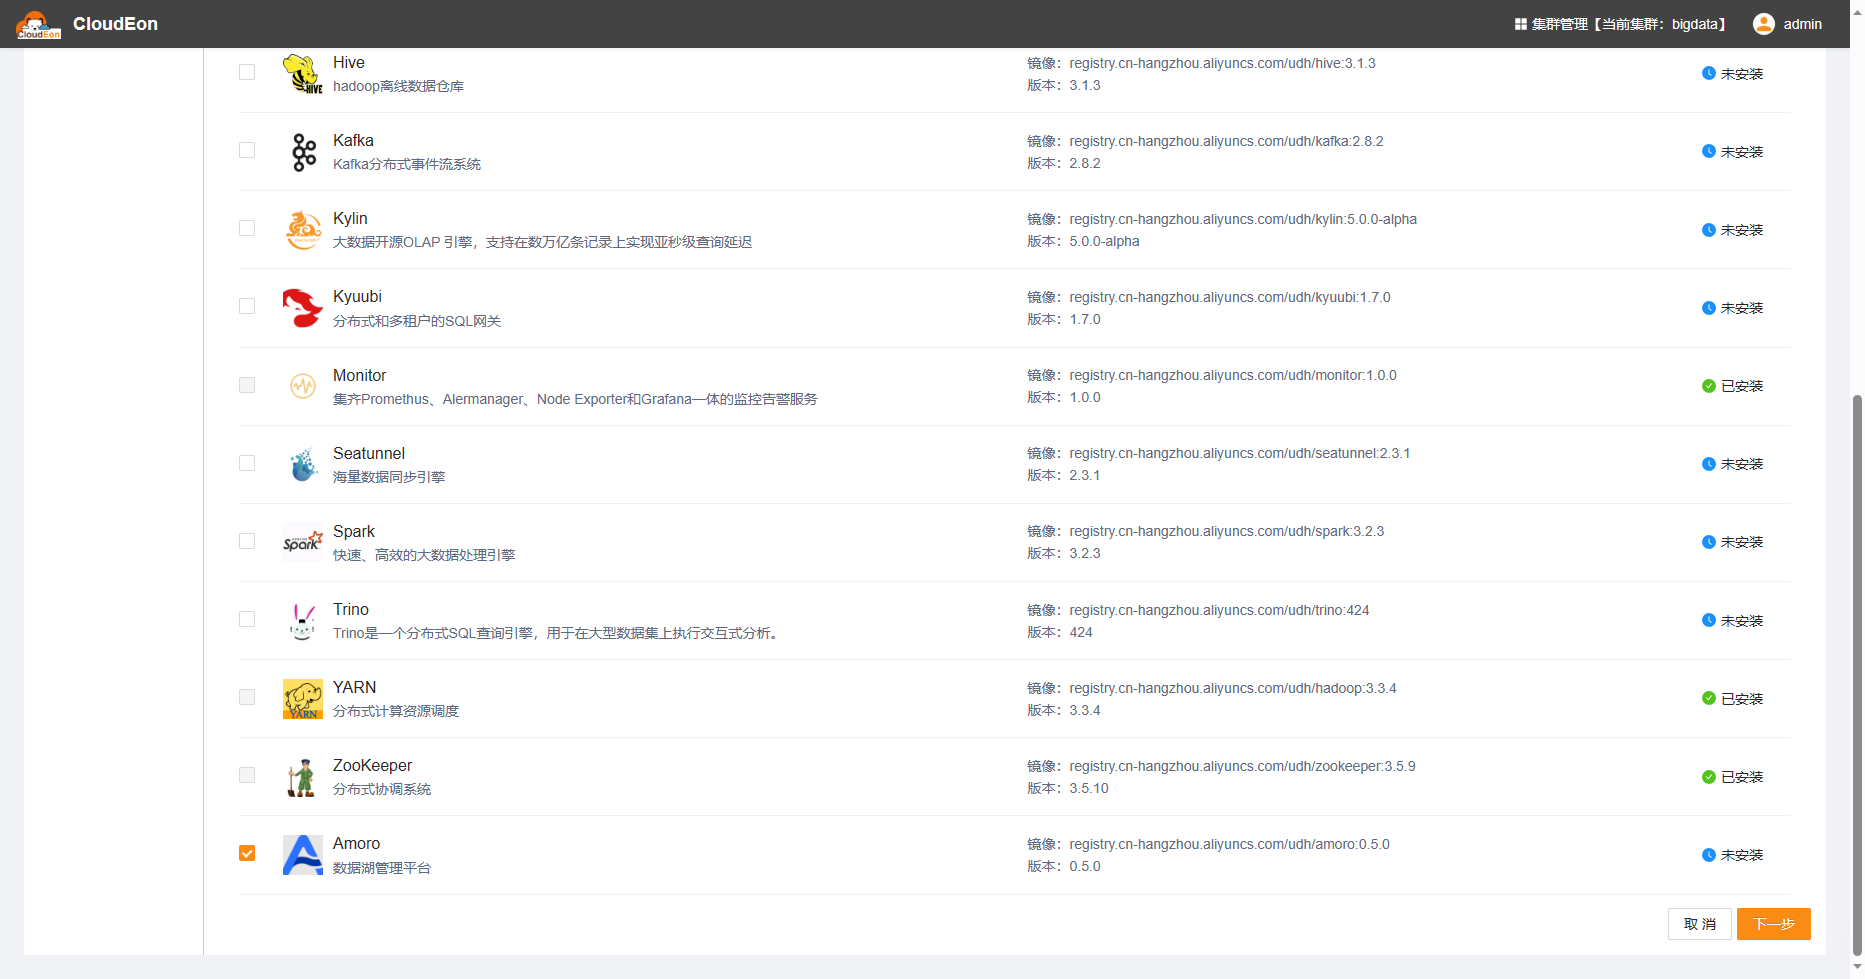 CloudEon
CloudEon
集群管理【当前集群：bigdata】
admin
HIVE
Hive
hadoop离线数据仓库
镜像：registry.cn-hangzhou.aliyuncs.com/udh/hive:3.1.3
版本：3.1.3
未安装
Kafka
Kafka分布式事件流系统
镜像：registry.cn-hangzhou.aliyuncs.com/udh/kafka:2.8.2
版本：2.8.2
未安装
Kylin
大数据开源OLAP 引擎，支持在数万亿条记录上实现亚秒级查询延迟
镜像：registry.cn-hangzhou.aliyuncs.com/udh/kylin:5.0.0-alpha
版本：5.0.0-alpha
未安装
Kyuubi
分布式和多租户的SQL网关
镜像：registry.cn-hangzhou.aliyuncs.com/udh/kyuubi:1.7.0
版本：1.7.0
未安装
Monitor
集齐Promethus、Alermanager、Node Exporter和Grafana一体的监控告警服务
镜像：registry.cn-hangzhou.aliyuncs.com/udh/monitor:1.0.0
版本：1.0.0
已安装
Seatunnel
海量数据同步引擎
镜像：registry.cn-hangzhou.aliyuncs.com/udh/seatunnel:2.3.1
版本：2.3.1
未安装
Spark
Spark
快速、高效的大数据处理引擎
镜像：registry.cn-hangzhou.aliyuncs.com/udh/spark:3.2.3
版本：3.2.3
未安装
Trino
Trino是一个分布式SQL查询引擎，用于在大型数据集上执行交互式分析。
镜像：registry.cn-hangzhou.aliyuncs.com/udh/trino:424
版本：424
未安装
YARN
YARN
分布式计算资源调度
镜像：registry.cn-hangzhou.aliyuncs.com/udh/hadoop:3.3.4
版本：3.3.4
已安装
ZooKeeper
分布式协调系统
镜像：registry.cn-hangzhou.aliyuncs.com/udh/zookeeper:3.5.9
版本：3.5.10
已安装
Amoro
数据湖管理平台
镜像：registry.cn-hangzhou.aliyuncs.com/udh/amoro:0.5.0
版本：0.5.0
未安装
取 消
下一步